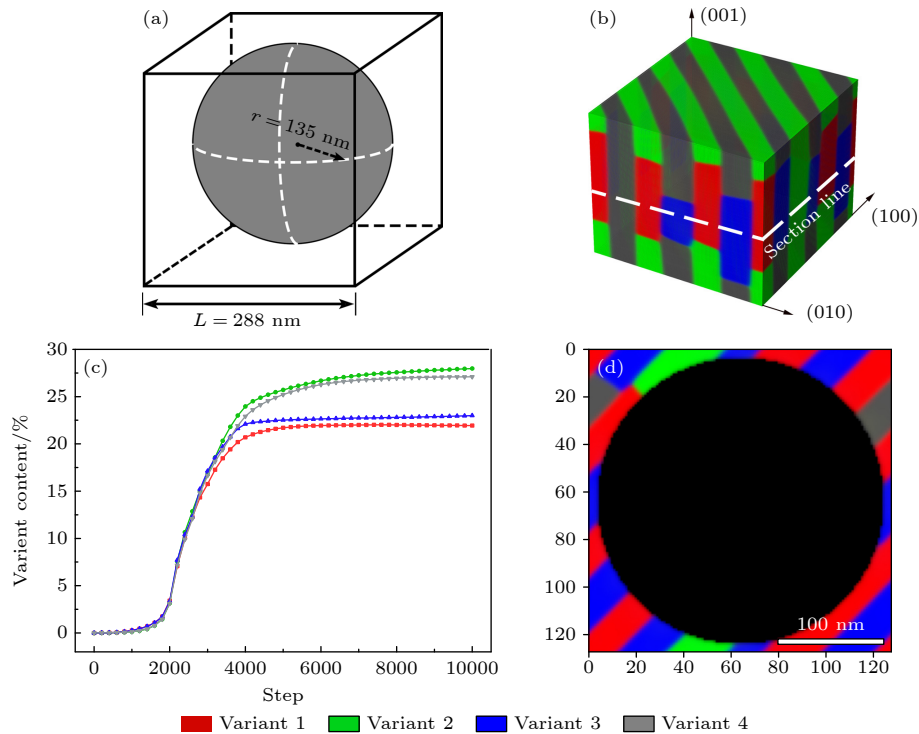 (a)
r = 135 nm
L = 288 nm
(b)
(001)
(100)
(010)
Section line
(c)
Varient content/%
30
25
20
15
10
5
0
0 2000 4000 6000 8000 10000
Step
(d)
0
20
40
60
80
100
120
0 20 40 60 80 100 120
100 nm
Variant 1 Variant 2 Variant 3 Variant 4